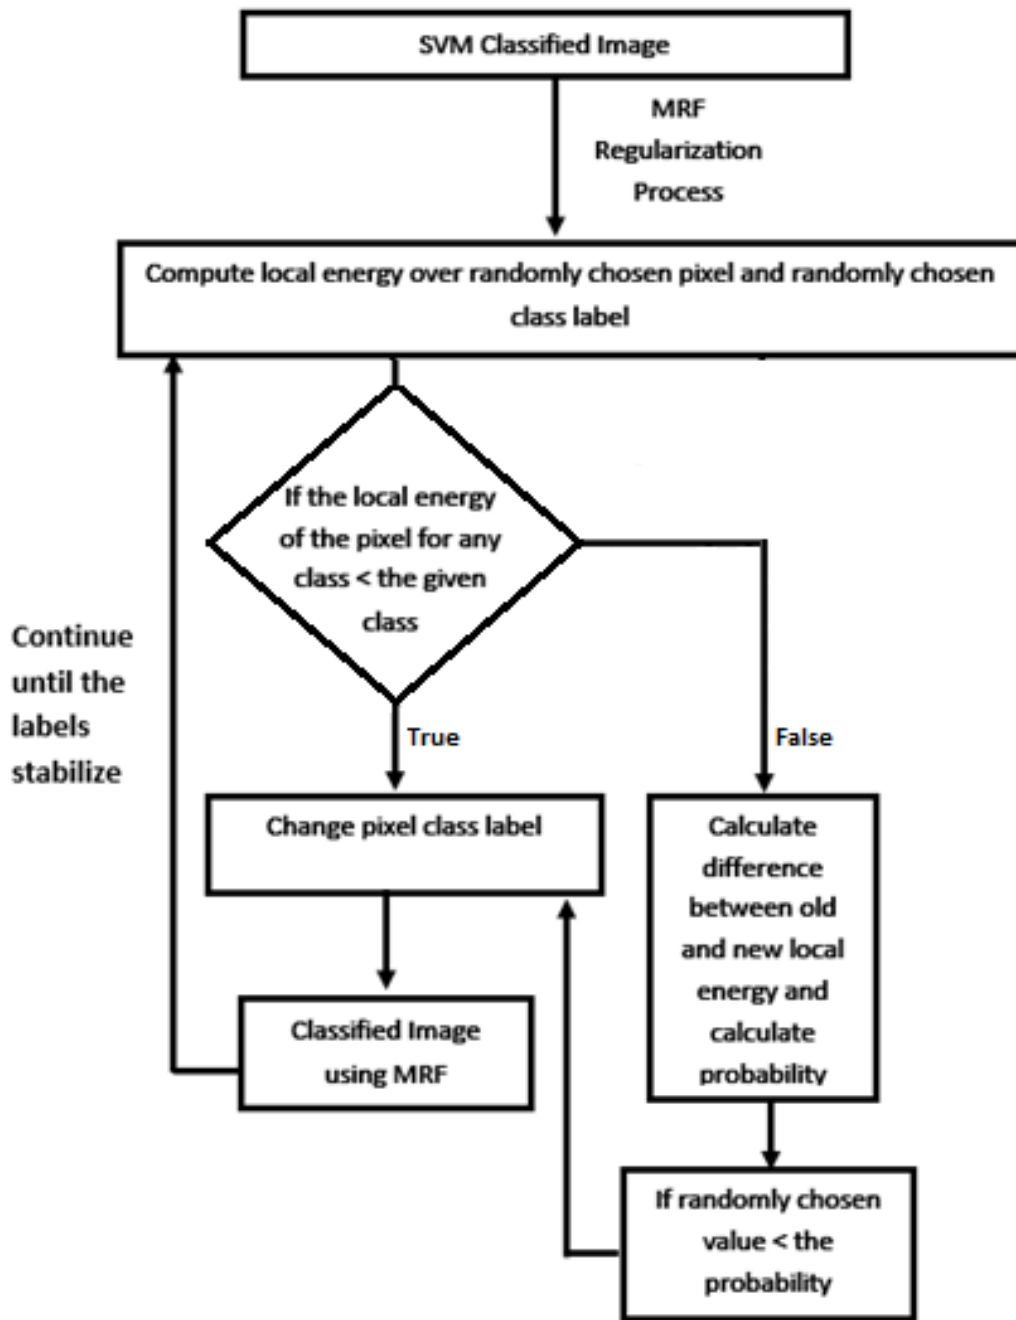 SVM Classified Image
MRF
Regularization
Process
Compute local energy over randomly chosen pixel and randomly chosen
class label
If the local energy
of the pixel for any
class < the given
class
Continue
until the
labels
stabilize
True
False
Change pixel class label
Calculate
difference
between old
and new local
energy and
calculate
probability
Classified Image
using MRF
If randomly chosen
value < the
probability